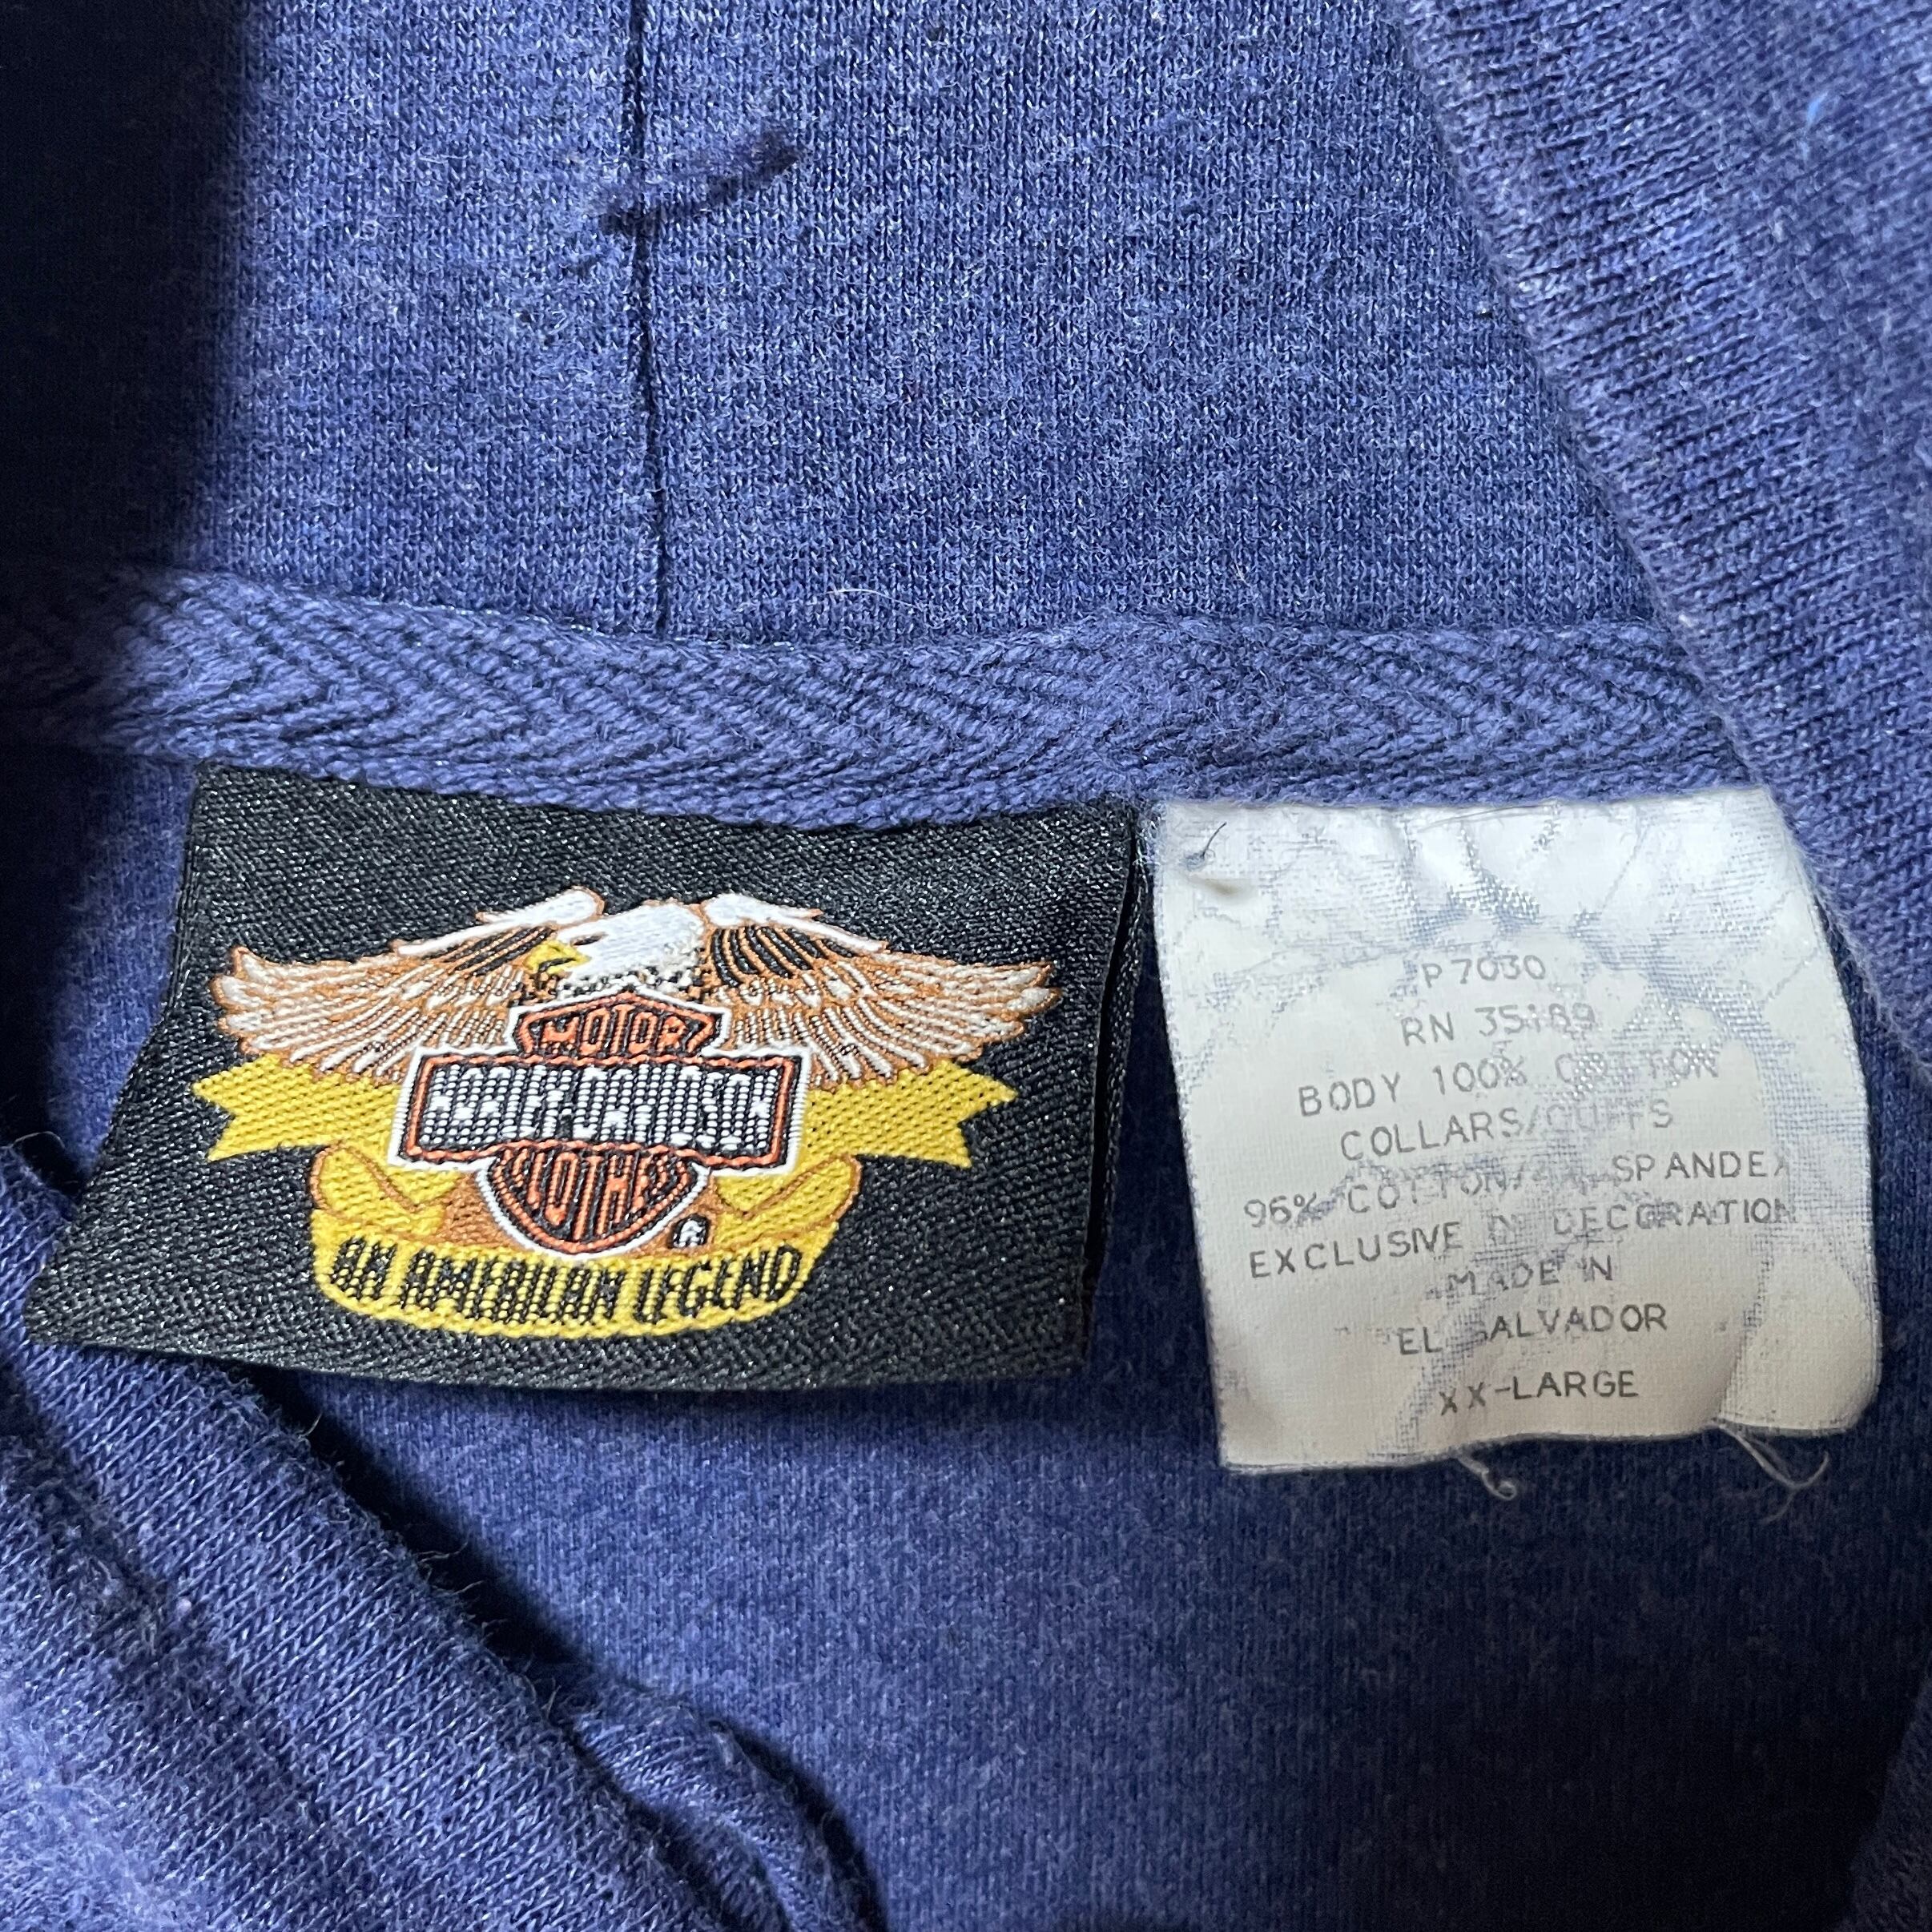 MOTOR
HARLEY-DAVIDSON
CLOTHES
®
AN AMERICAN LEGEND
P7030
RN 35189
BODY 100% COTTON
COLLARS/CUFFS
96% COTTON/4% SPANDEX
EXCLUSIVE OF DECORATION
MADE IN
EL SALVADOR
XX-LARGE